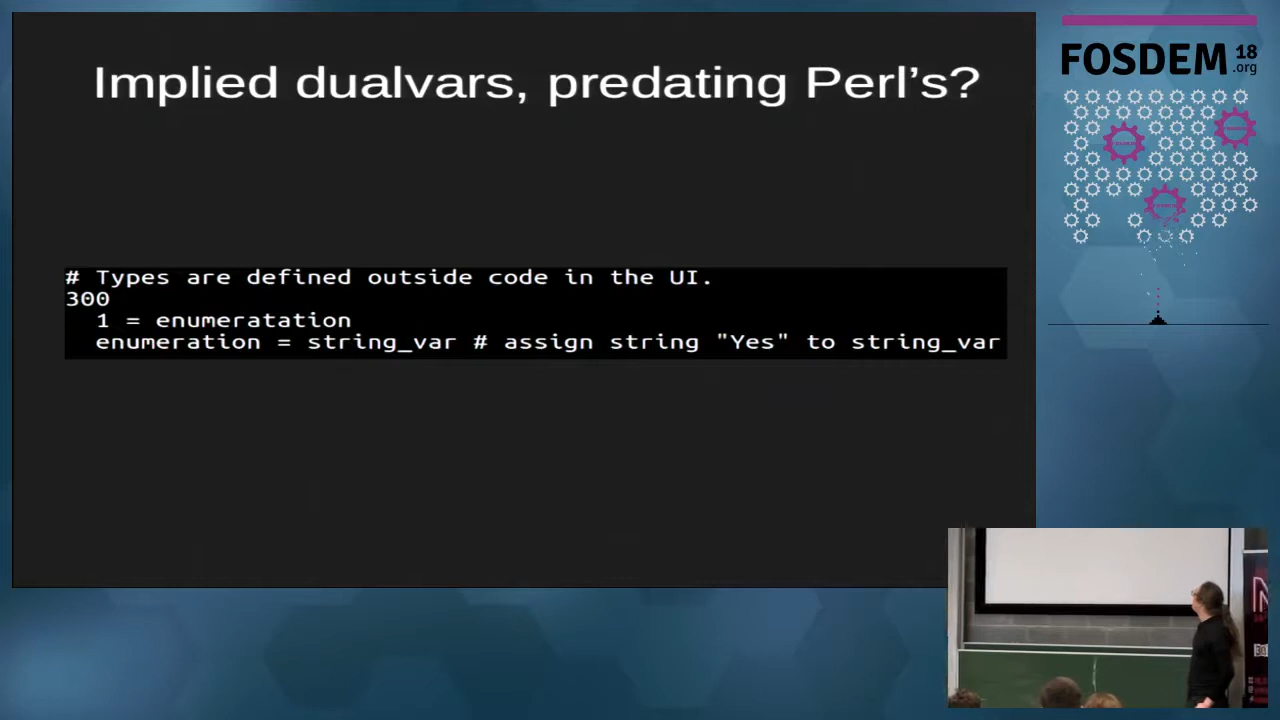 Implied dualvars, predating Perl's?
# Types are defined outside code in the UI.
300
1 = enumeratation
enumeration = string_var # assign string "Yes" to string_var
FOSDEM 18
.org